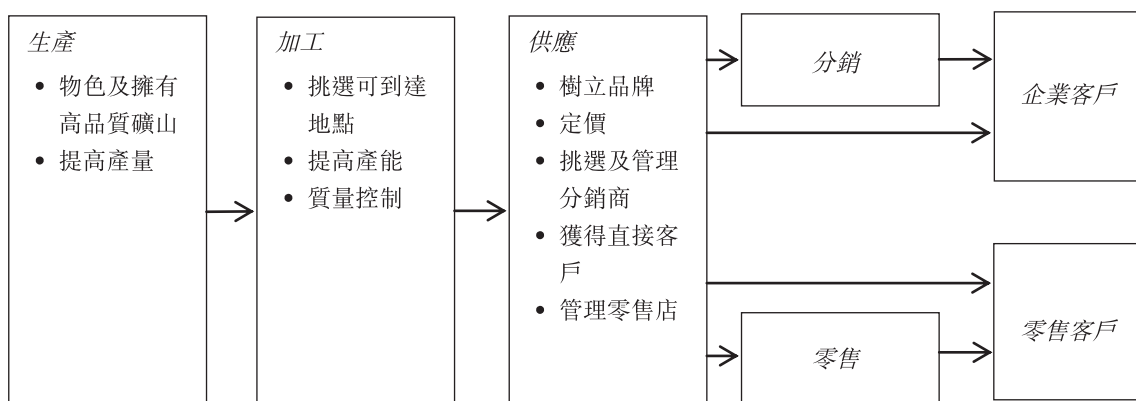 生產
• 物色及擁有
高品質礦山
• 提高產量
加工
• 挑選可到達
地點
• 提高產能
• 質量控制
供應
• 樹立品牌
• 定價
• 挑選及管理
分銷商
• 獲得直接客
戶
• 管理零售店
分銷
零售
企業客戶
零售客戶